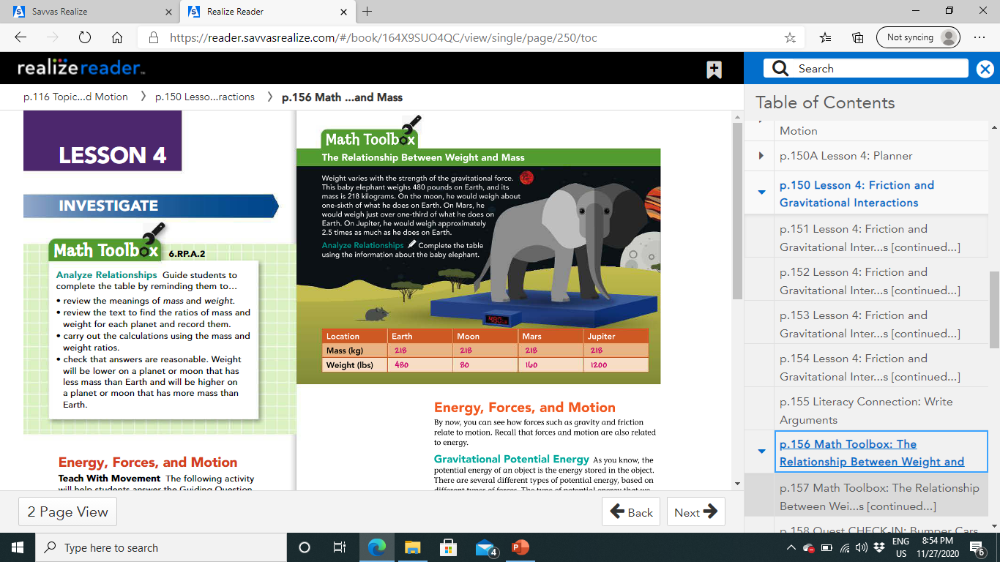 Savvas Realize
Realize Reader
https://reader.savvasrealize.com/#/book/164X9SUO4QC/view/single/page/250/toc
Not syncing
realizereader™
Search
p.116 Topic...d Motion > p.150 Lesso...ractions > p.156 Math ...and Mass
LESSON 4
INVESTIGATE
Math Toolbox 6.RP.A.2
Analyze Relationships Guide students to
complete the table by reminding them to…
• review the meanings of mass and weight.
• review the text to find the ratios of mass and
weight for each planet and record them.
• carry out the calculations using the mass and
weight ratios.
• check that answers are reasonable. Weight
will be lower on a planet or moon that has
less mass than Earth and will be higher on
a planet or moon that has more mass than
Earth.
Energy, Forces, and Motion
Teach With Movement The following activity
will help students answer the Guiding Question
Math Toolbox
The Relationship Between Weight and Mass
Weight varies with the strength of the gravitational force.
This baby elephant weighs 480 pounds on Earth, and its
mass is 218 kilograms. On the moon, he would weigh about
one-sixth of what he does on Earth. On Mars, he
would weigh just over one-third of what he does on
Earth. On Jupiter, he would weigh approximately
2.5 times as much as he does on Earth.
Analyze Relationships Complete the table
using the information about the baby elephant.
480
Location Earth Moon Mars Jupiter
Mass (kg) 218 218 218 218
Weight (lbs) 480 80 160 1200
Energy, Forces, and Motion
By now, you can see how forces such as gravity and friction
relate to motion. Recall that forces and motion are also related
to energy.
Gravitational Potential Energy As you know, the
potential energy of an object is the energy stored in the object.
There are several different types of potential energy, based on
different types of forces. The type of potential energy that we
Table of Contents
Motion
p.150A Lesson 4: Planner
p.150 Lesson 4: Friction and
Gravitational Interactions
p.151 Lesson 4: Friction and
Gravitational Inter...s [continued...]
p.152 Lesson 4: Friction and
Gravitational Inter...s [continued...]
p.153 Lesson 4: Friction and
Gravitational Inter...s [continued...]
p.154 Lesson 4: Friction and
Gravitational Inter...s [continued...]
p.155 Literacy Connection: Write
Arguments
p.156 Math Toolbox: The
Relationship Between Weight and
p.157 Math Toolbox: The Relationship
Between Wei...s [continued...]
p.158 Quest CHECK-IN: Bumper Cars
2 Page View
Back
Next
Type here to search
4
ENG
US
8:54 PM
11/27/2020
6